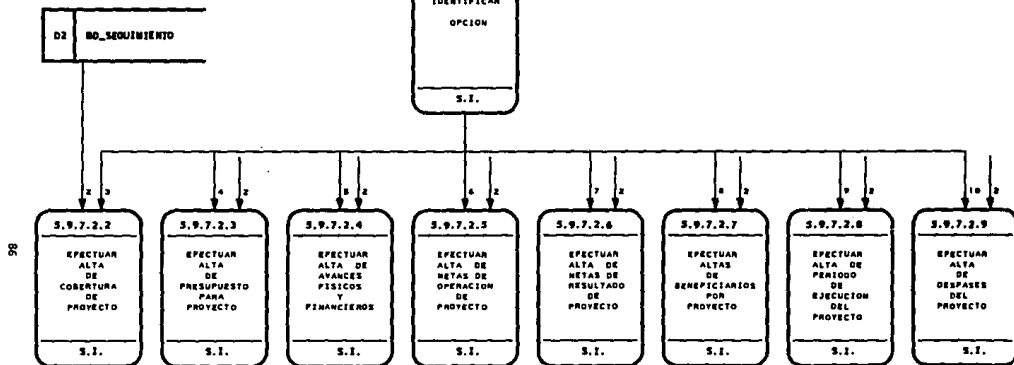 IDENTIFICAR
OPCION
S.I.
D2 BD_SEGUIMIENTO
2 3 4 2 5 2 6 2 7 2 8 2 9 2 10 2
5.9.7.2.2
EFECTUAR
ALTA
DE
COBERTURA
DE
PROYECTO
S.I.
5.9.7.2.3
EFECTUAR
ALTA
DE
PRESUPUESTO
PARA
PROYECTO
S.I.
5.9.7.2.4
EFECTUAR
ALTA DE
AVANCES
FISICOS
Y
FINANCIEROS
S.I.
5.9.7.2.5
EFECTUAR
ALTA DE
METAS DE
OPERACION
DE
PROYECTO
S.I.
5.9.7.2.6
EFECTUAR
ALTA DE
METAS DE
RESULTADO
DE
PROYECTO
S.I.
5.9.7.2.7
EFECTUAR
ALTAS
DE
BENEFICIARIOS
POR
PROYECTO
S.I.
5.9.7.2.8
EFECTUAR
ALTA DE
PERIODO
DE
EJECUCION
DEL
PROYECTO
S.I.
5.9.7.2.9
EFECTUAR
ALTA
DE
DESFASES
DEL
PROYECTO
S.I.
98